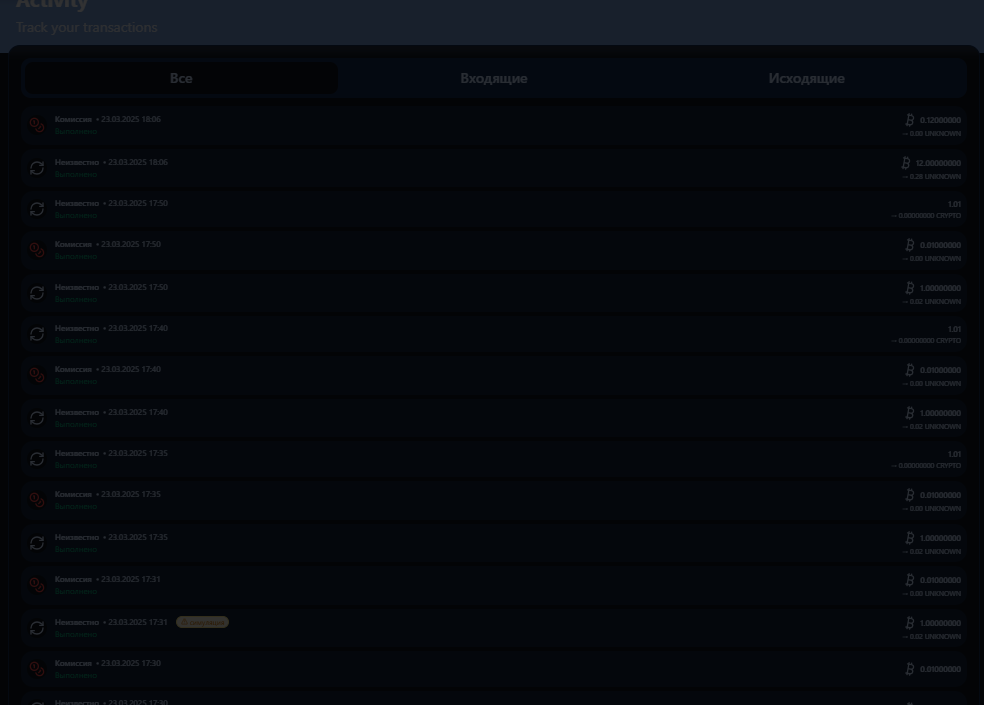 Activity
Track your transactions
Все Входящие Исходящие
Комиссия • 23.03.2025 18:06 0.12000000
Выполнено → 0.00 UNKNOWN
Неизвестно • 23.03.2025 18:06 12.00000000
Выполнено → 0.28 UNKNOWN
Неизвестно • 23.03.2025 17:50 1.01
Выполнено → 0.00000000 CRYPTO
Комиссия • 23.03.2025 17:50 0.01000000
Выполнено → 0.00 UNKNOWN
Неизвестно • 23.03.2025 17:50 1.00000000
Выполнено → 0.02 UNKNOWN
Неизвестно • 23.03.2025 17:40 1.01
Выполнено → 0.00000000 CRYPTO
Комиссия • 23.03.2025 17:40 0.01000000
Выполнено → 0.00 UNKNOWN
Неизвестно • 23.03.2025 17:40 1.00000000
Выполнено → 0.02 UNKNOWN
Неизвестно • 23.03.2025 17:35 1.01
Выполнено → 0.00000000 CRYPTO
Комиссия • 23.03.2025 17:35 0.01000000
Выполнено → 0.00 UNKNOWN
Неизвестно • 23.03.2025 17:35 1.00000000
Выполнено → 0.02 UNKNOWN
Комиссия • 23.03.2025 17:31 0.01000000
Выполнено → 0.00 UNKNOWN
Неизвестно • 23.03.2025 17:31 1.00000000
Выполнено → 0.02 UNKNOWN
Комиссия • 23.03.2025 17:30 0.01000000
Выполнено
Неизвестно • 23.03.2025 17:30